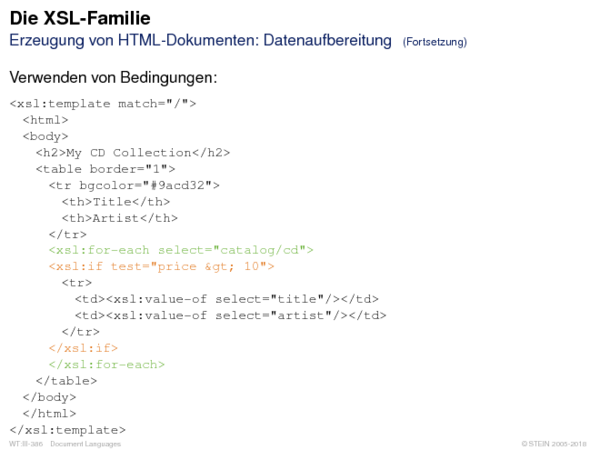 Die XSL-Familie
Erzeugung von HTML-Dokumenten: Datenaufbereitung (Fortsetzung)
Verwenden von Bedingungen:
<xsl:template match="/">
<html>
<body>
<h2>My CD Collection</h2>
<table border="1">
<tr bgcolor="#9acd32">
<th>Title</th>
<th>Artist</th>
</tr>
<xsl:for-each select="catalog/cd">
<xsl:if test="price &gt; 10">
<tr>
<td><xsl:value-of select="title"/></td>
<td><xsl:value-of select="artist"/></td>
</tr>
</xsl:if>
</xsl:for-each>
</table>
</body>
</html>
</xsl:template>
WT:III-386 Document Languages © STEIN 2005-2018